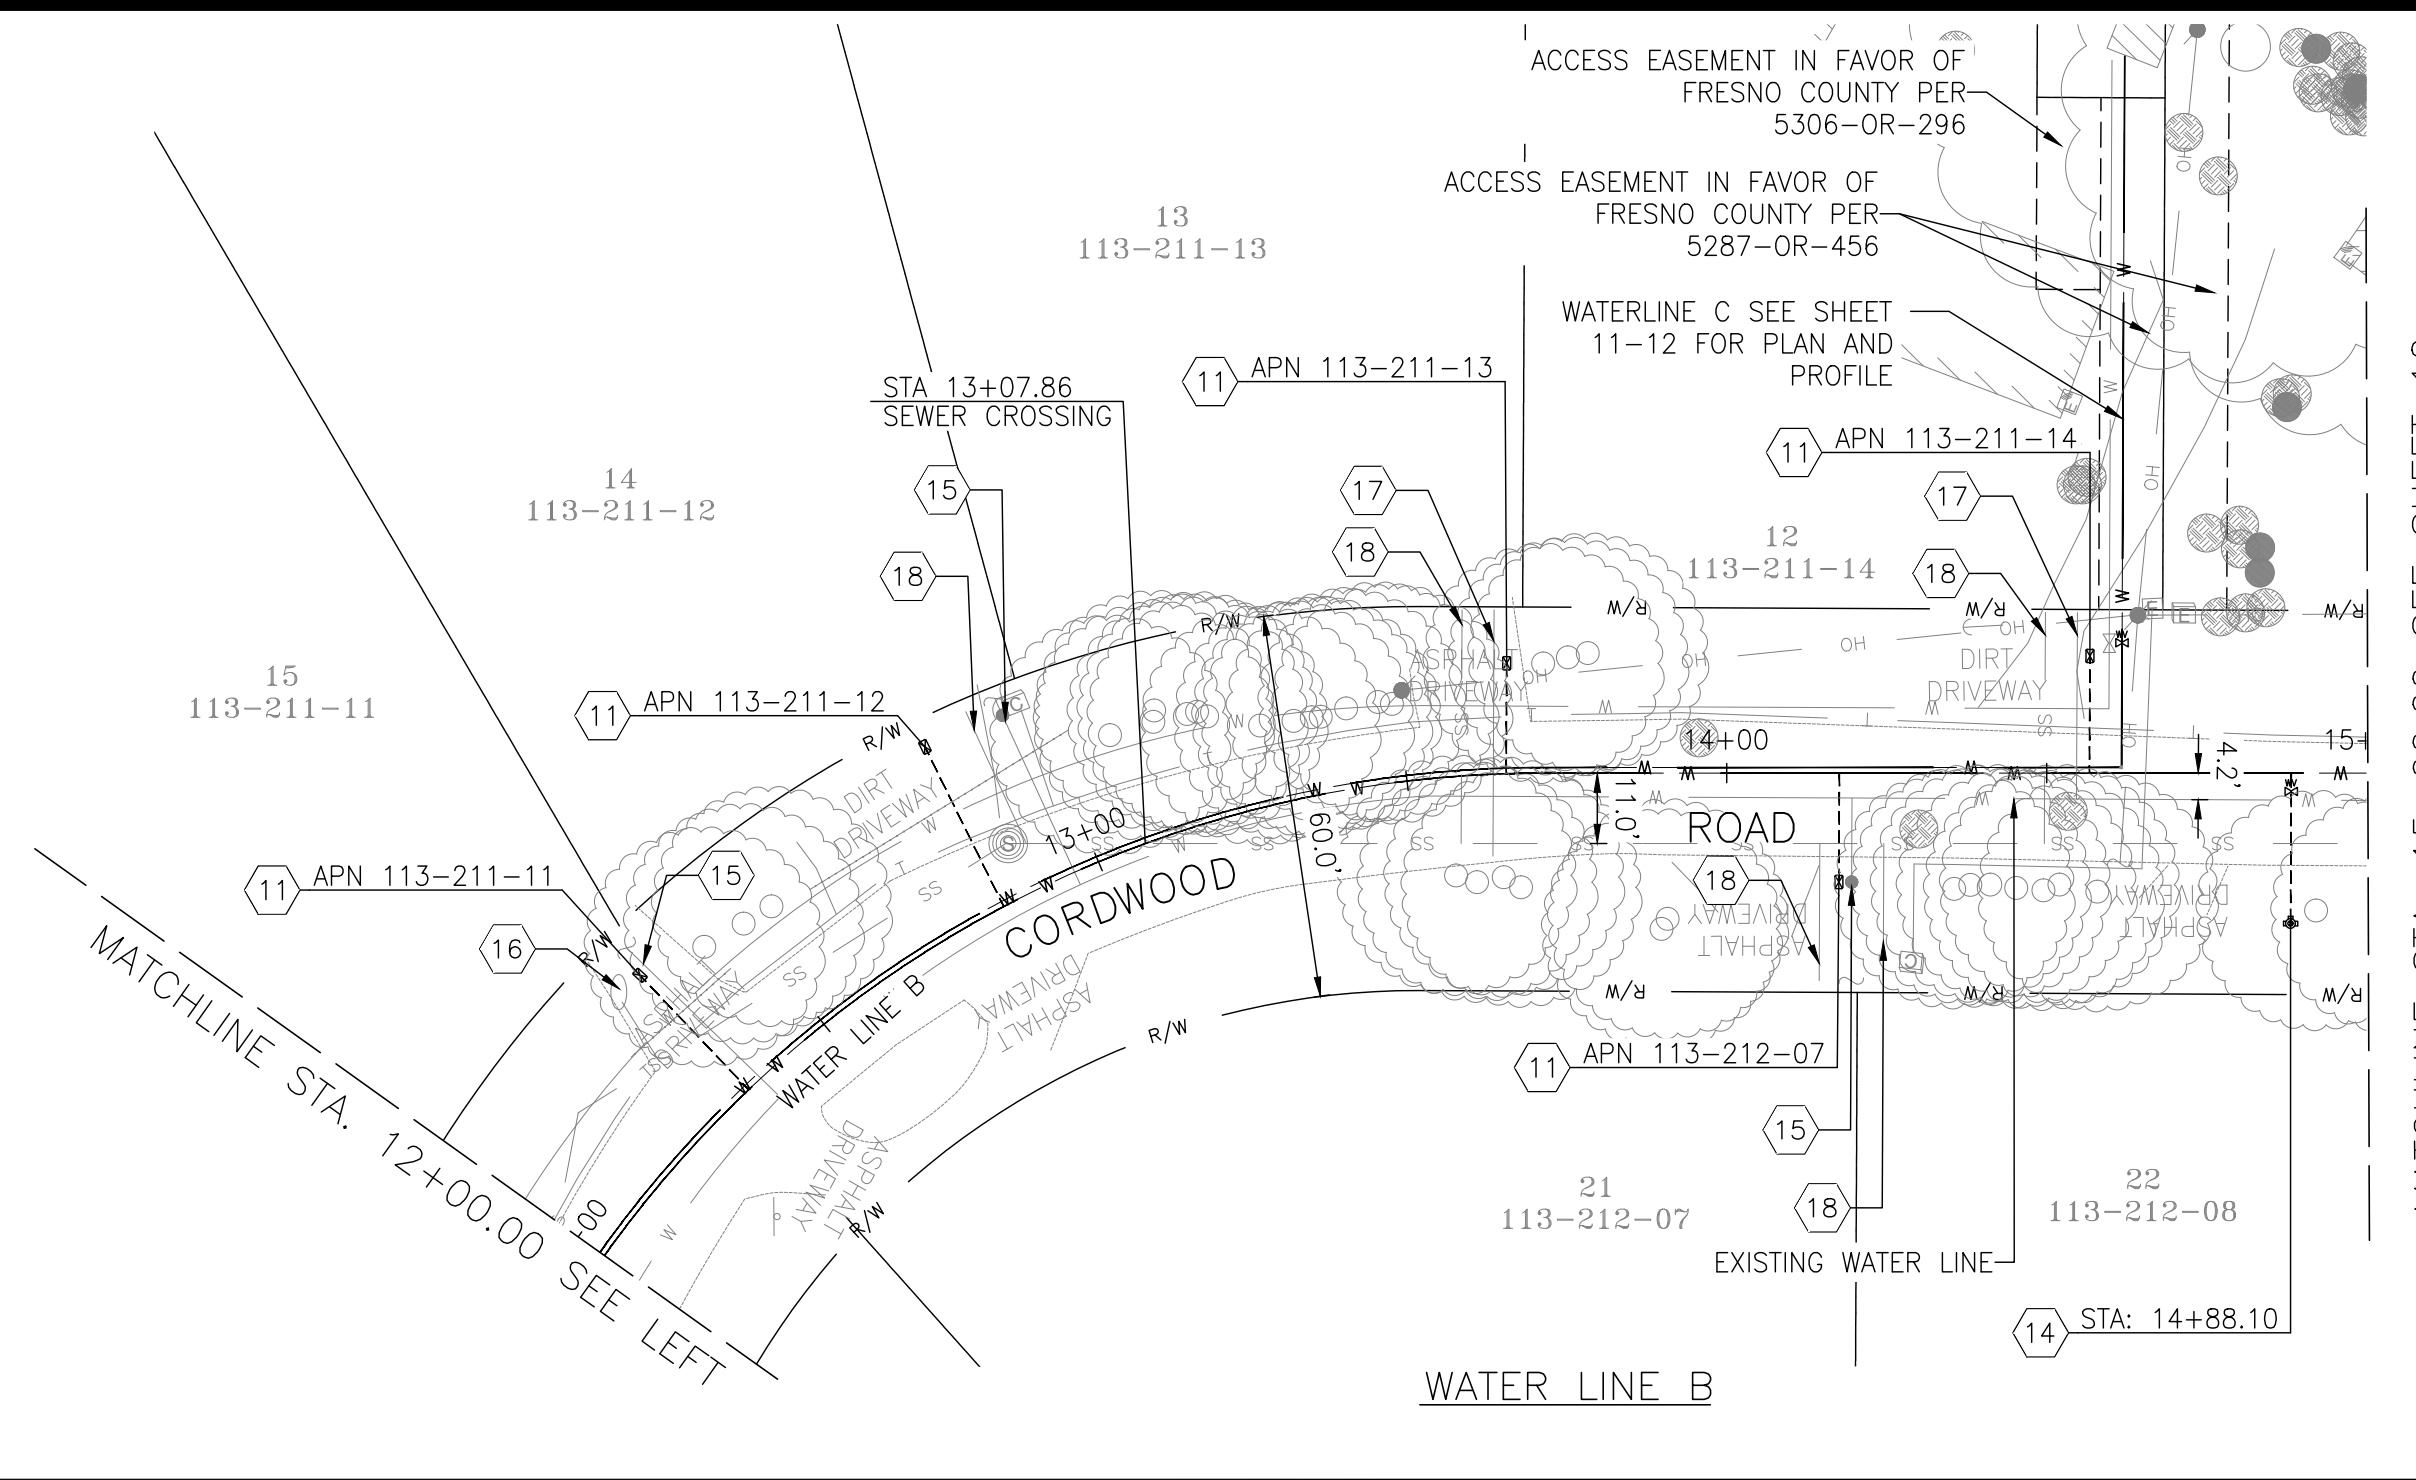 ACCESS EASEMENT IN FAVOR OF
FRESNO COUNTY PER
5306-OR-296
ACCESS EASEMENT IN FAVOR OF
FRESNO COUNTY PER
5287-OR-456
WATERLINE C SEE SHEET
11-12 FOR PLAN AND
PROFILE
13
113-211-13
STA 13+07.86
SEWER CROSSING
11 APN 113-211-13
11 APN 113-211-14
14
113-211-12
15
18
17
18
12
113-211-14
17
18
15
113-211-11
11 APN 113-211-12
R/W
R/W
R/W
R/W
R/W
ASPHALT
DRIVEWAY
DIRT
DRIVEWAY
DIRT
DRIVEWAY
14+00
15+
4.2'
11.0'
60.0'
13+00
CORDWOOD
ROAD
11 APN 113-211-11
15
16
18
R/W
ASPHALT
DRIVEWAY
ASPHALT
DRIVEWAY
ASPHALT
DRIVEWAY
ASPHALT
DRIVEWAY
WATER LINE B
R/W
R/W
R/W
R/W
MATCHLINE STA. 12+00.00 SEE LEFT
00
ASPHALT
DRIVEWAY
R/W
11 APN 113-212-07
15
18
21
113-212-07
22
113-212-08
EXISTING WATER LINE
14 STA: 14+88.10
WATER LINE B